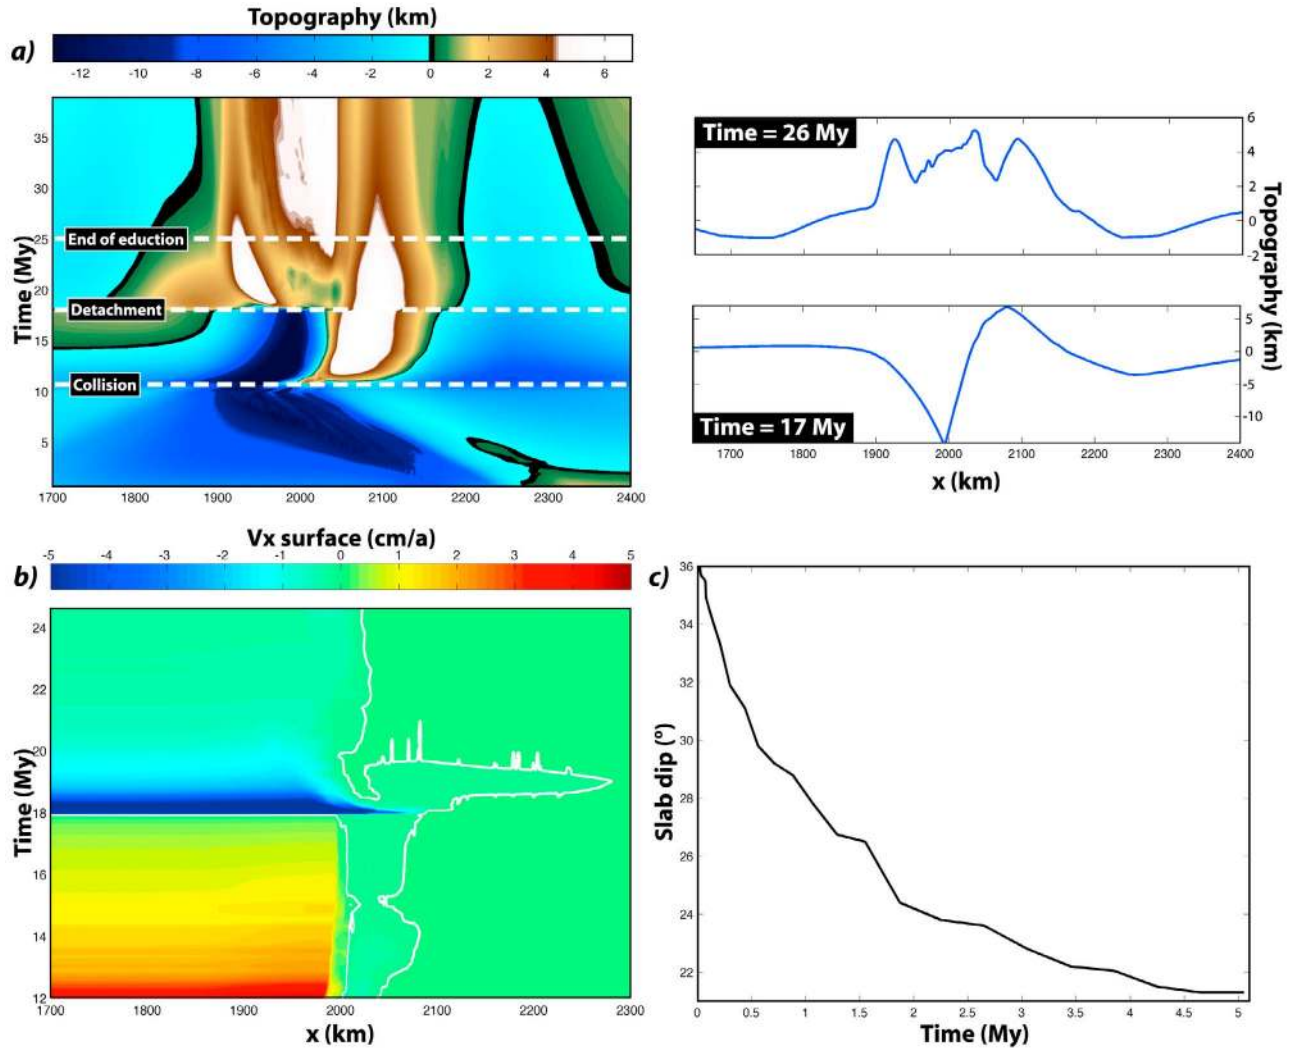 Topography (km)
a)
-12 -10 -8 -6 -4 -2 0 2 4 6
Time (My)
35
30
25
20
15
10
5
End of eduction
Detachment
Collision
1700 1800 1900 2000 2100 2200 2300 2400
Time = 26 My
6
4
2
0
-2
Topography (km)
5
0
-5
-10
Time = 17 My
1700 1800 1900 2000 2100 2200 2300 2400
x (km)
Vx surface (cm/a)
-5 -4 -3 -2 -1 0 1 2 3 4 5
b)
Time (My)
24
22
20
18
16
14
12
1700 1800 1900 2000 2100 2200 2300
x (km)
c)
Slab dip (º)
36
34
32
30
28
26
24
22
0 0.5 1 1.5 2 2.5 3 3.5 4 4.5 5
Time (My)